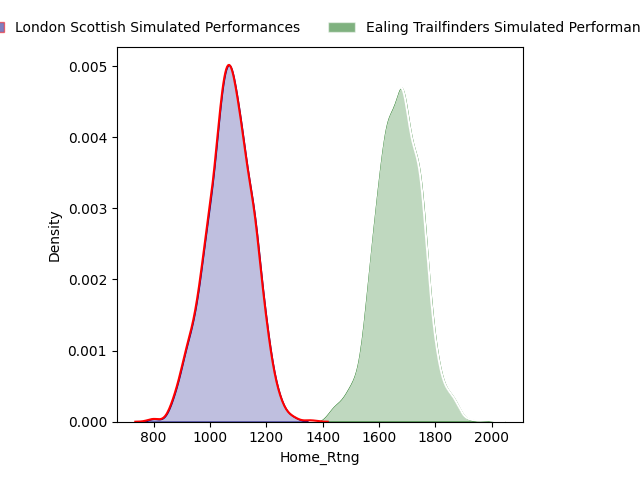 London Scottish Simulated Performances
Ealing Trailfinders Simulated Performan
0.005
0.004
0.003
0.002
0.001
0.000
Density
800 1000 1200 1400 1600 1800 2000
Home_Rtng